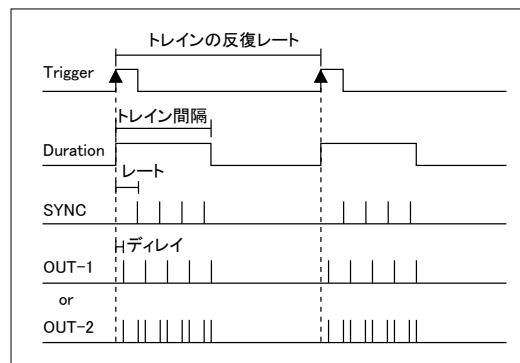 トレインの反復レート
Trigger
トレイン間隔
Duration
レート
SYNC
ディレイ
OUT-1
or
OUT-2